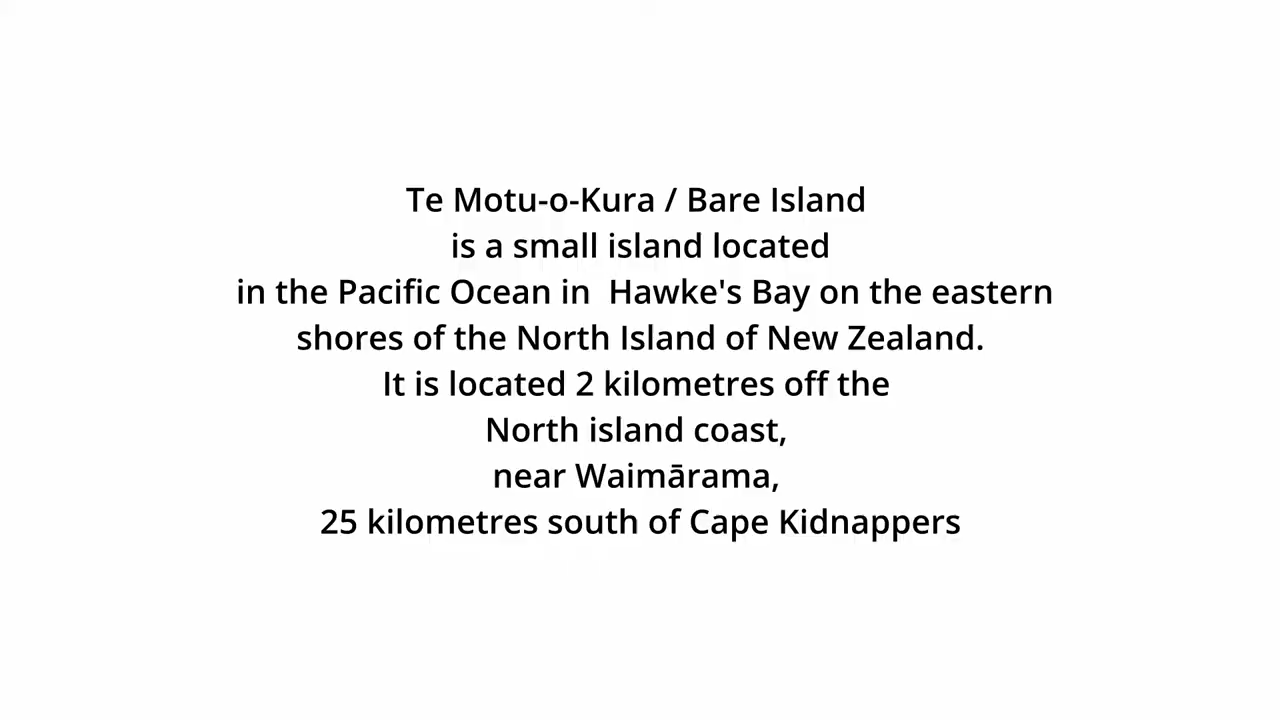 Te Motu-o-Kura / Bare Island
is a small island located
in the Pacific Ocean in  Hawke's Bay on the eastern
shores of the North Island of New Zealand.
It is located 2 kilometres off the
North island coast,
near Waimārama,
25 kilometres south of Cape Kidnappers